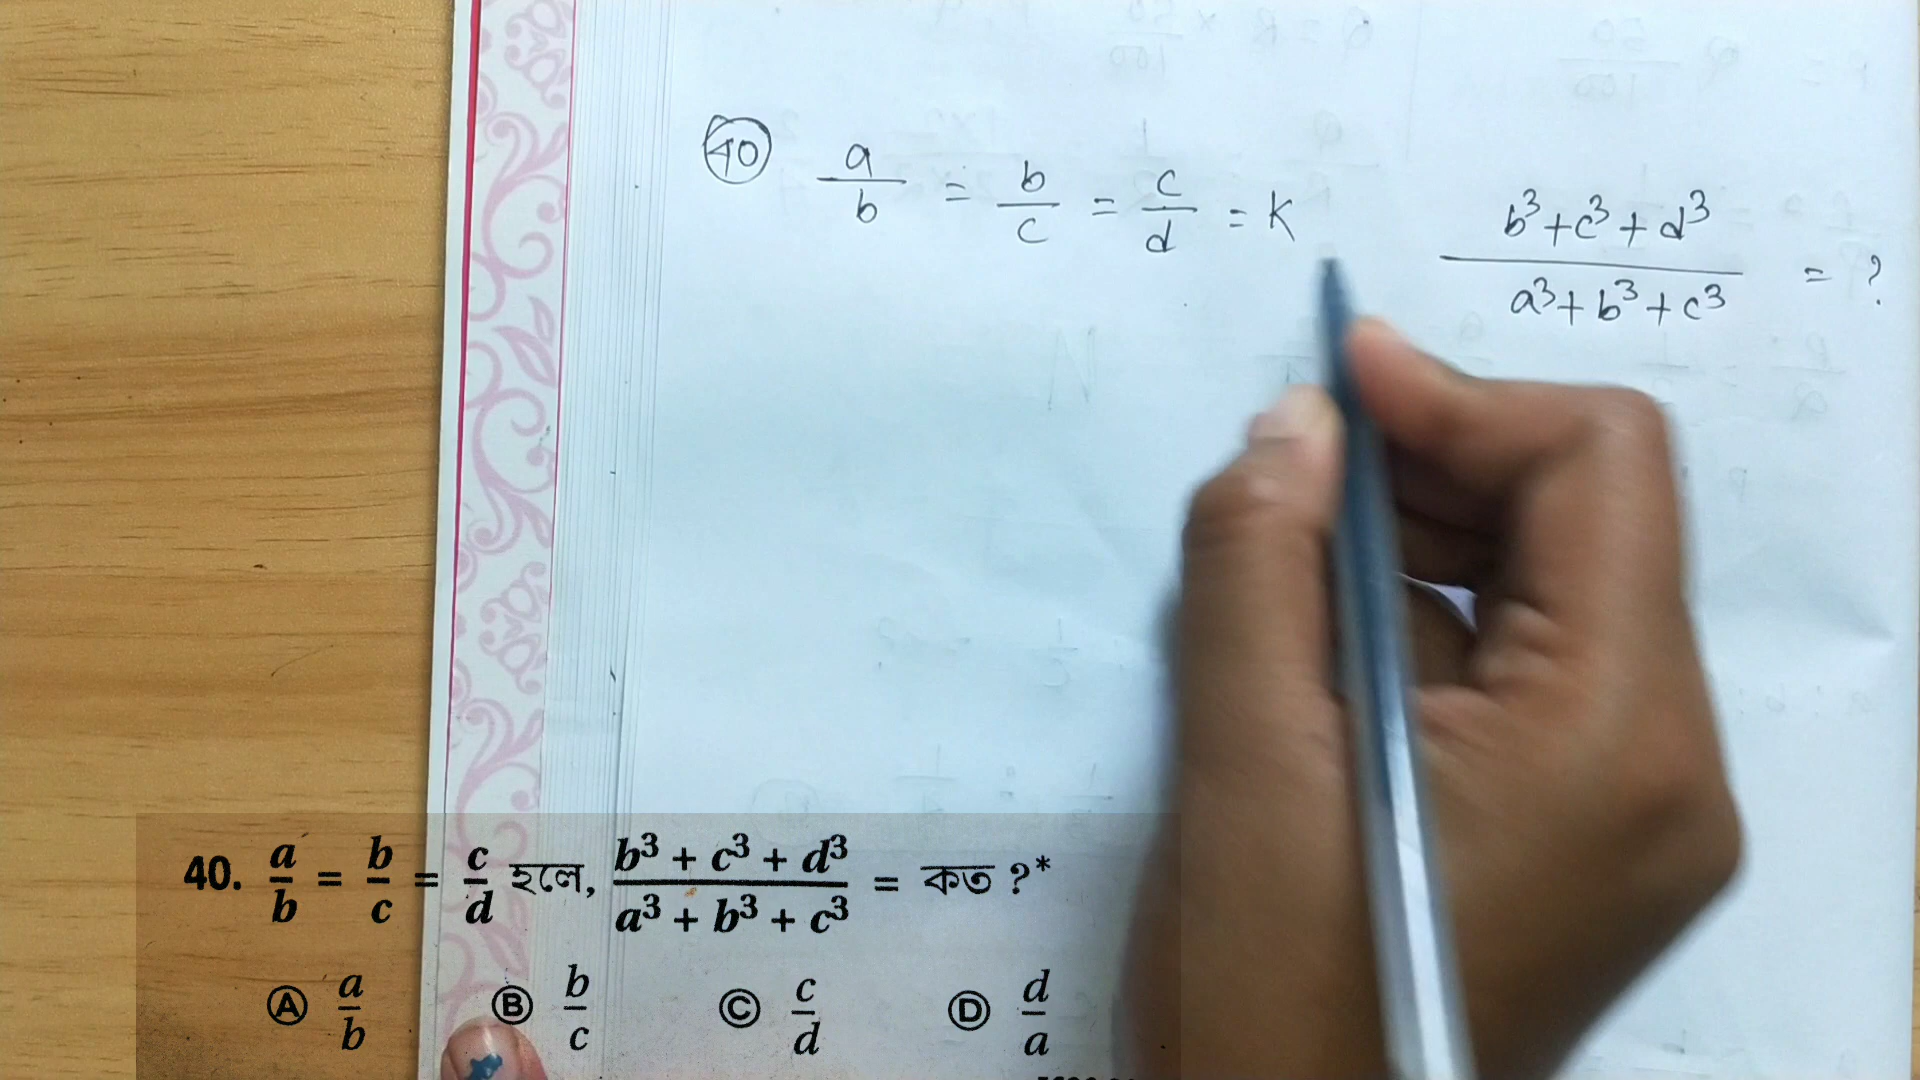 40 a/b = b/c = c/d = K
b³+c³+d³ / a³+b³+c³ = ?
40. a/b = b/c = c/d হলে, b³ + c³ + d³ / a³ + b³ + c³ = কত ?*
Ⓐ a/b Ⓑ b/c Ⓒ c/d Ⓓ d/a